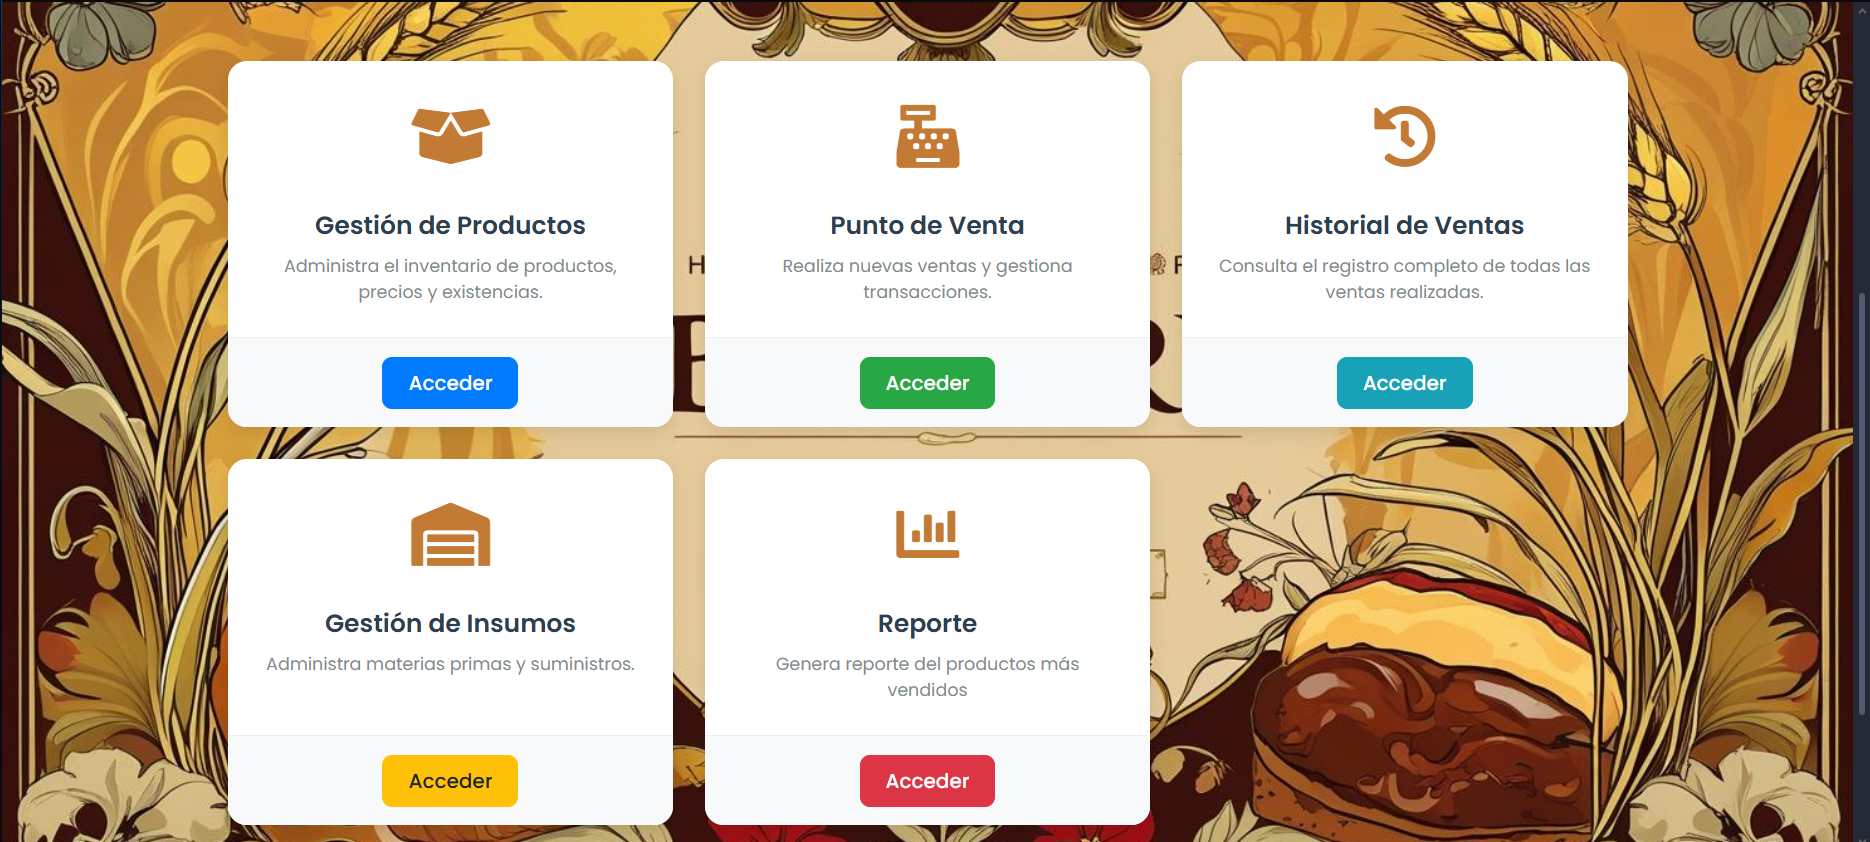 Gestión de Productos
Administra el inventario de productos,
precios y existencias.
Acceder
Punto de Venta
Realiza nuevas ventas y gestiona
transacciones.
Acceder
Historial de Ventas
Consulta el registro completo de todas las
ventas realizadas.
Acceder
Gestión de Insumos
Administra materias primas y suministros.
Acceder
Reporte
Genera reporte del productos más
vendidos
Acceder